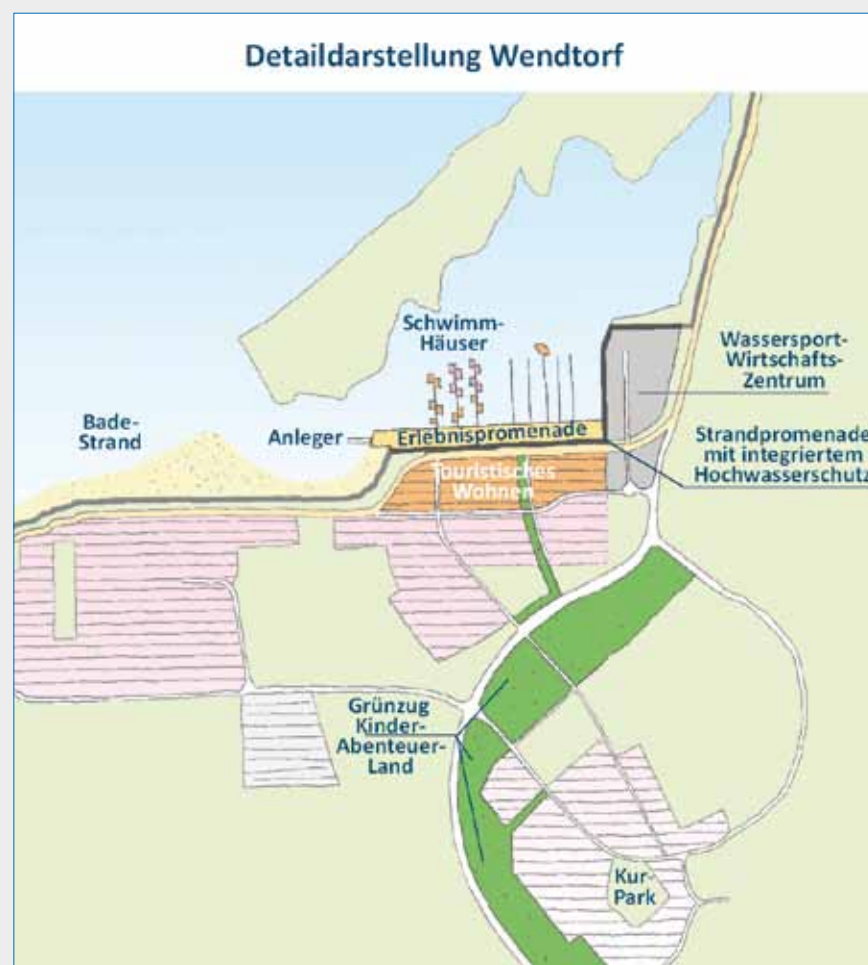 Detaildarstellung Wendtorf
Schwimm-
Häuser
Wassersport-
Wirtschafts-
Zentrum
Bade-
Strand
Anleger
Erlebnispromenade
Strandpromenade
mit integriertem
Hochwasserschutz
Touristisches
Wohnen
Grünzug
Kinder-
Abenteuer-
Land
Kur-
Park